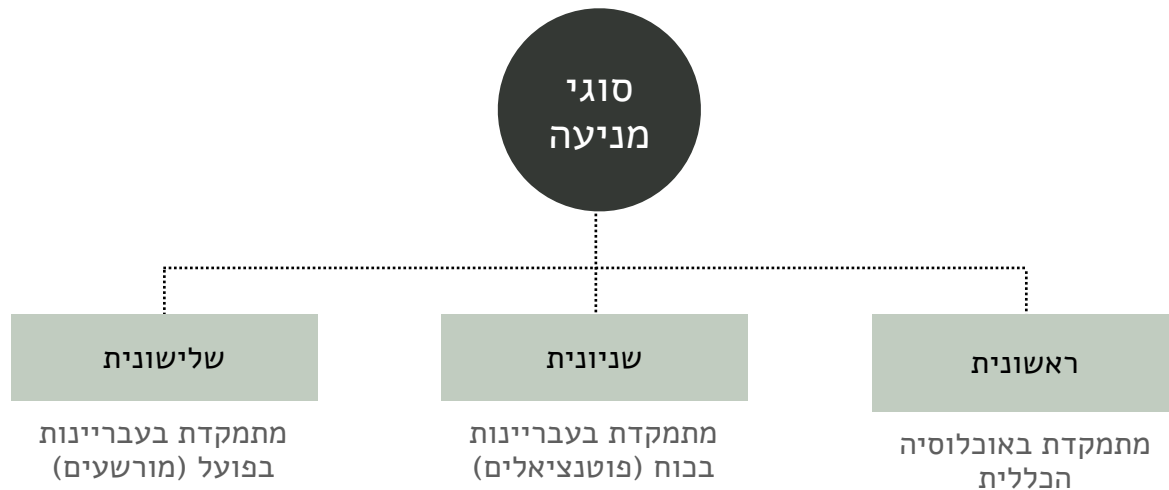 סוגי
מניעה
ראשונית
מתמקדת באוכלוסיה
הכללית
שניונית
מתמקדת בעבריינות
בכוח (פוטנציאלים)
שלישונית
מתמקדת בעבריינות
בפועל (מורשעים)